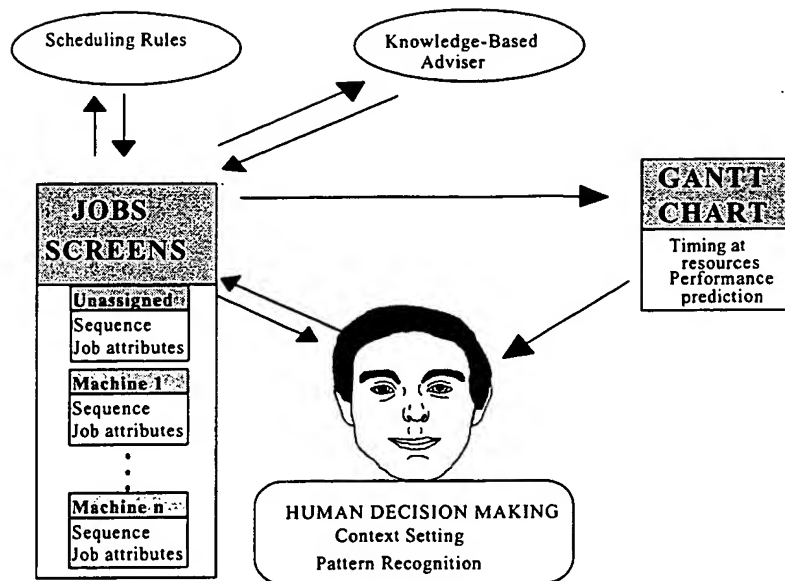 Scheduling Rules
Knowledge-Based
Adviser
JOBS
SCREENS
Unassigned
Sequence
Job attributes
Machine 1
Sequence
Job attributes
Machine n
Sequence
Job attributes
GANTT
CHART
Timing at
resources
Performance
prediction
HUMAN DECISION MAKING
Context Setting
Pattern Recognition